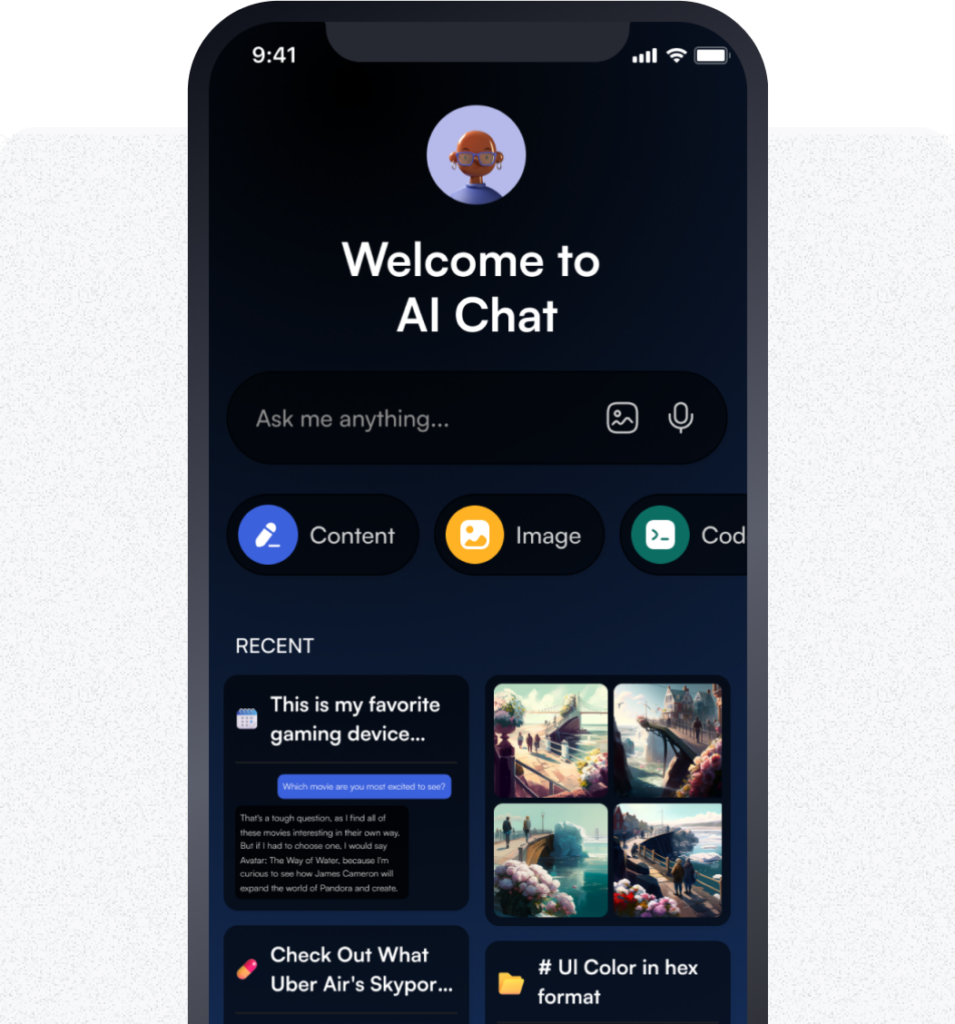 9:41
Welcome to
AI Chat
Ask me anything...
Content
Image
Cod
RECENT
This is my favorite
gaming device...
Which movie are you most excited to see?
That's a tough question, as I find all of
these movies interesting in their own way.
But if I had to choose one, I would say
Avatar: The Way of Water, because I'm
curious to see how James Cameron will
expand the world of Pandora and create.
Check Out What
Uber Air's Skypor...
# UI Color in hex
format